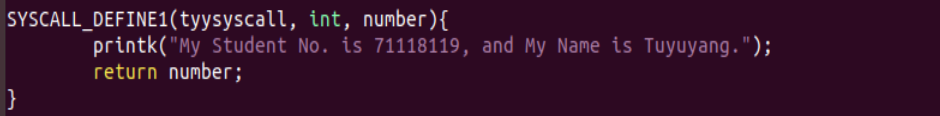 SYSCALL_DEFINE1(tyysyscall, int, number){
        printk("My Student No. is 71118119, and My Name is Tuyuyang.");
        return number;
}